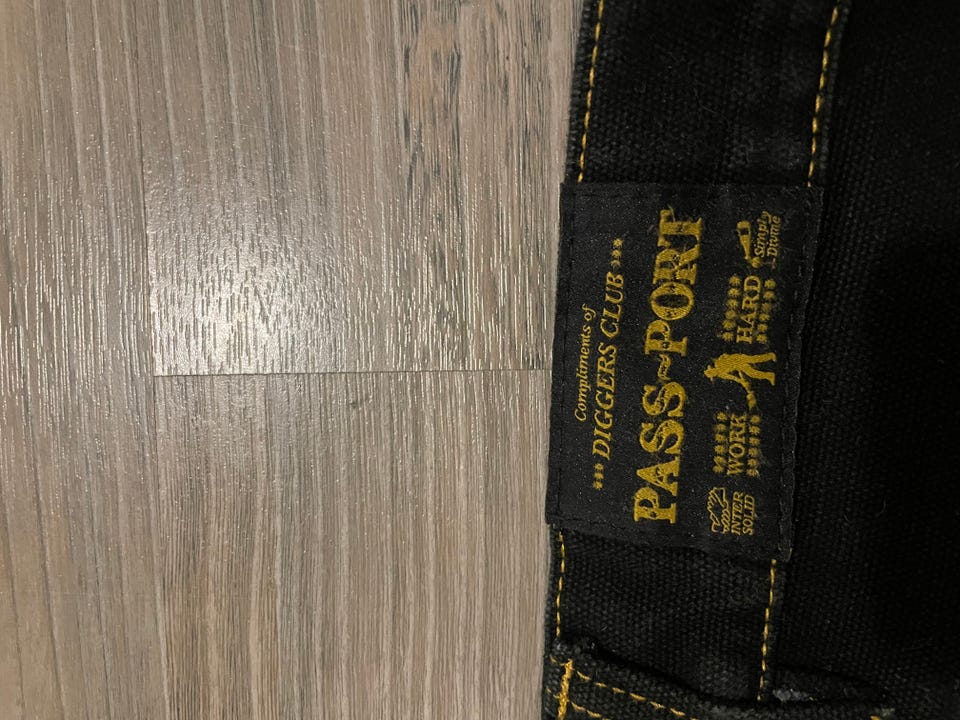 Compliments of
*** DIGGERS CLUB ***
PASS~PORT
INTER
SOLID
WORK HARD
Simply
Divine